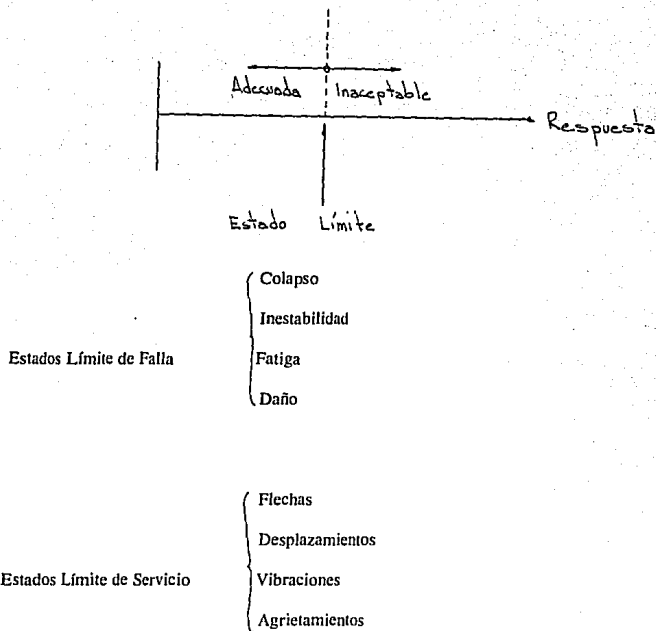 Adecuada Inaceptable
Respuesta
Estado Límite
Colapso
Inestabilidad
Estados Límite de Falla
Fatiga
Daño
Flechas
Desplazamientos
Estados Límite de Servicio
Vibraciones
Agrietamientos